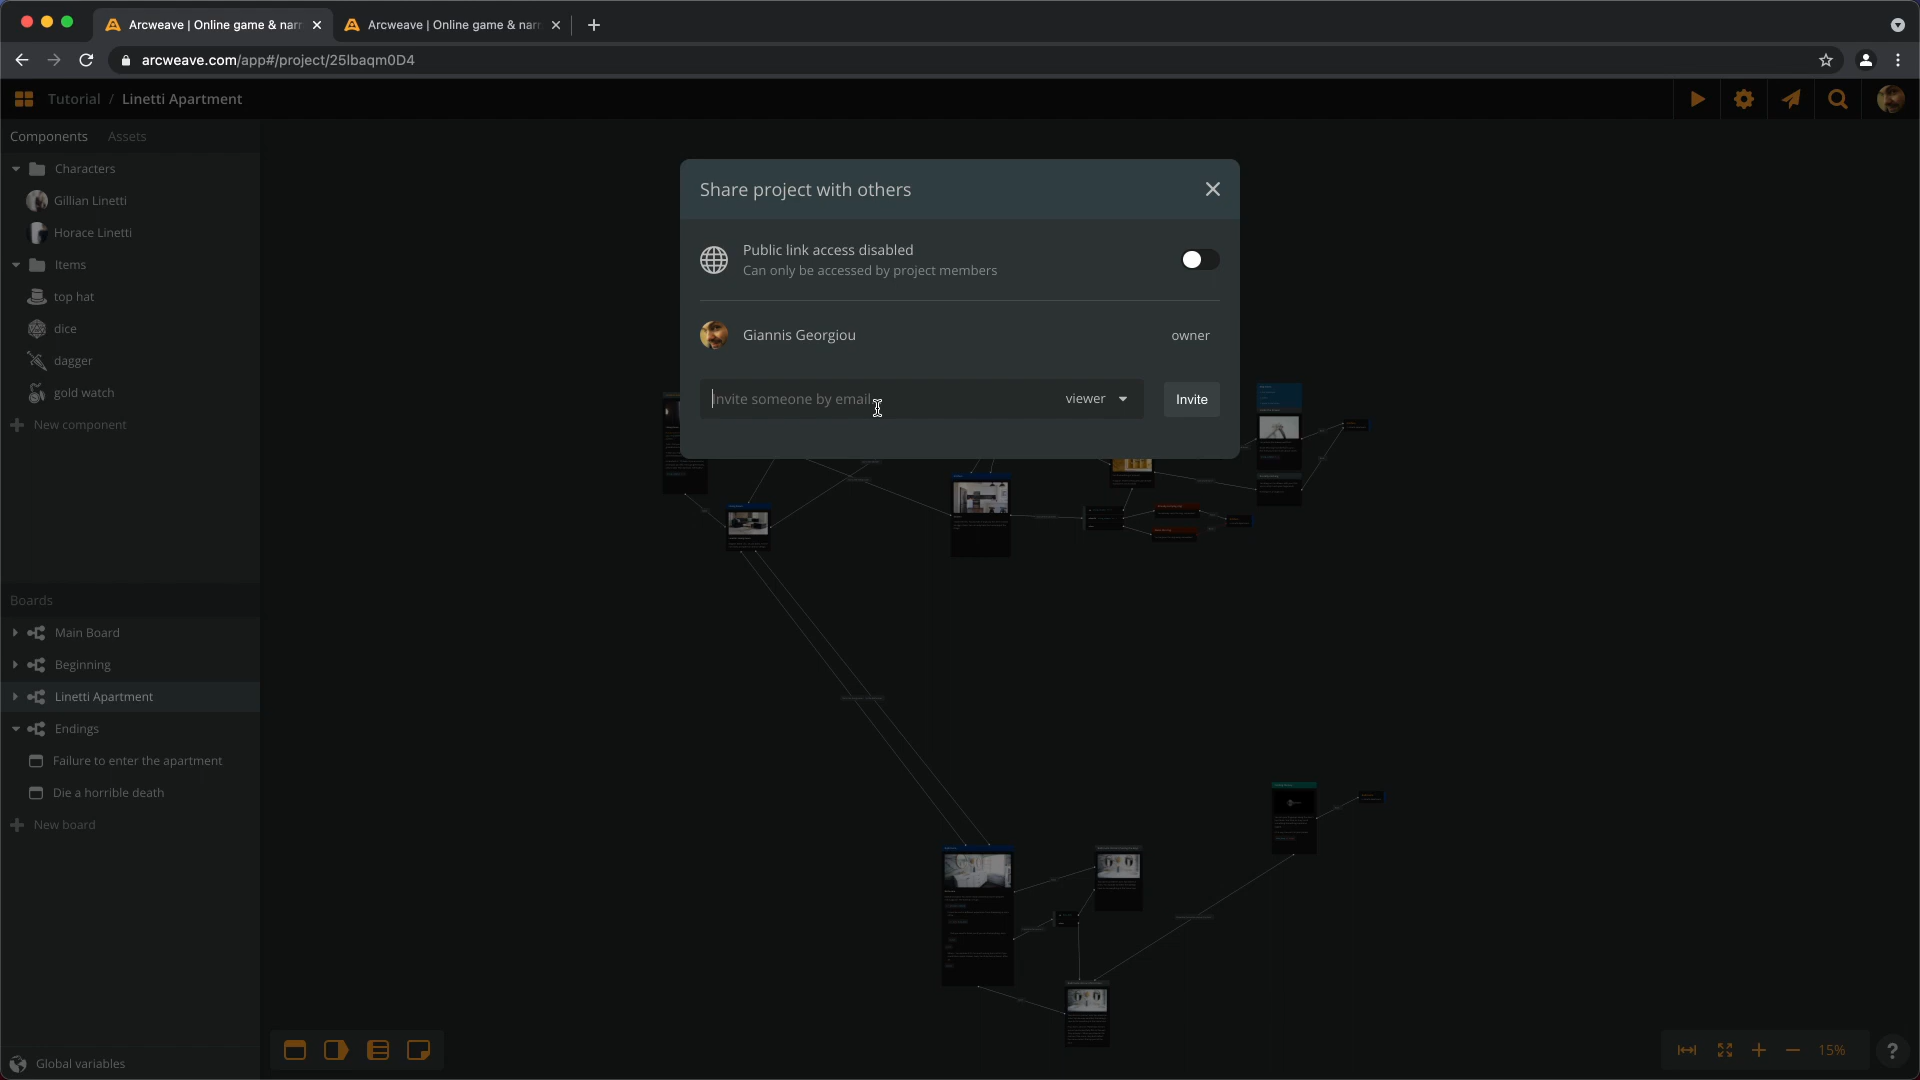 Arcweave | Online game & nar
Arcweave | Online game & nar
arcweave.com/app#/project/25lbaqm0D4
Tutorial / Linetti Apartment
Components Assets
Characters
Gillian Linetti
Horace Linetti
Items
top hat
dice
dagger
gold watch
New component
Share project with others
Public link access disabled
Can only be accessed by project members
Giannis Georgiou owner
Invite someone by email viewer Invite
Boards
Main Board
Beginning
Linetti Apartment
Endings
Failure to enter the apartment
Die a horrible death
New board
Global variables
15% ?